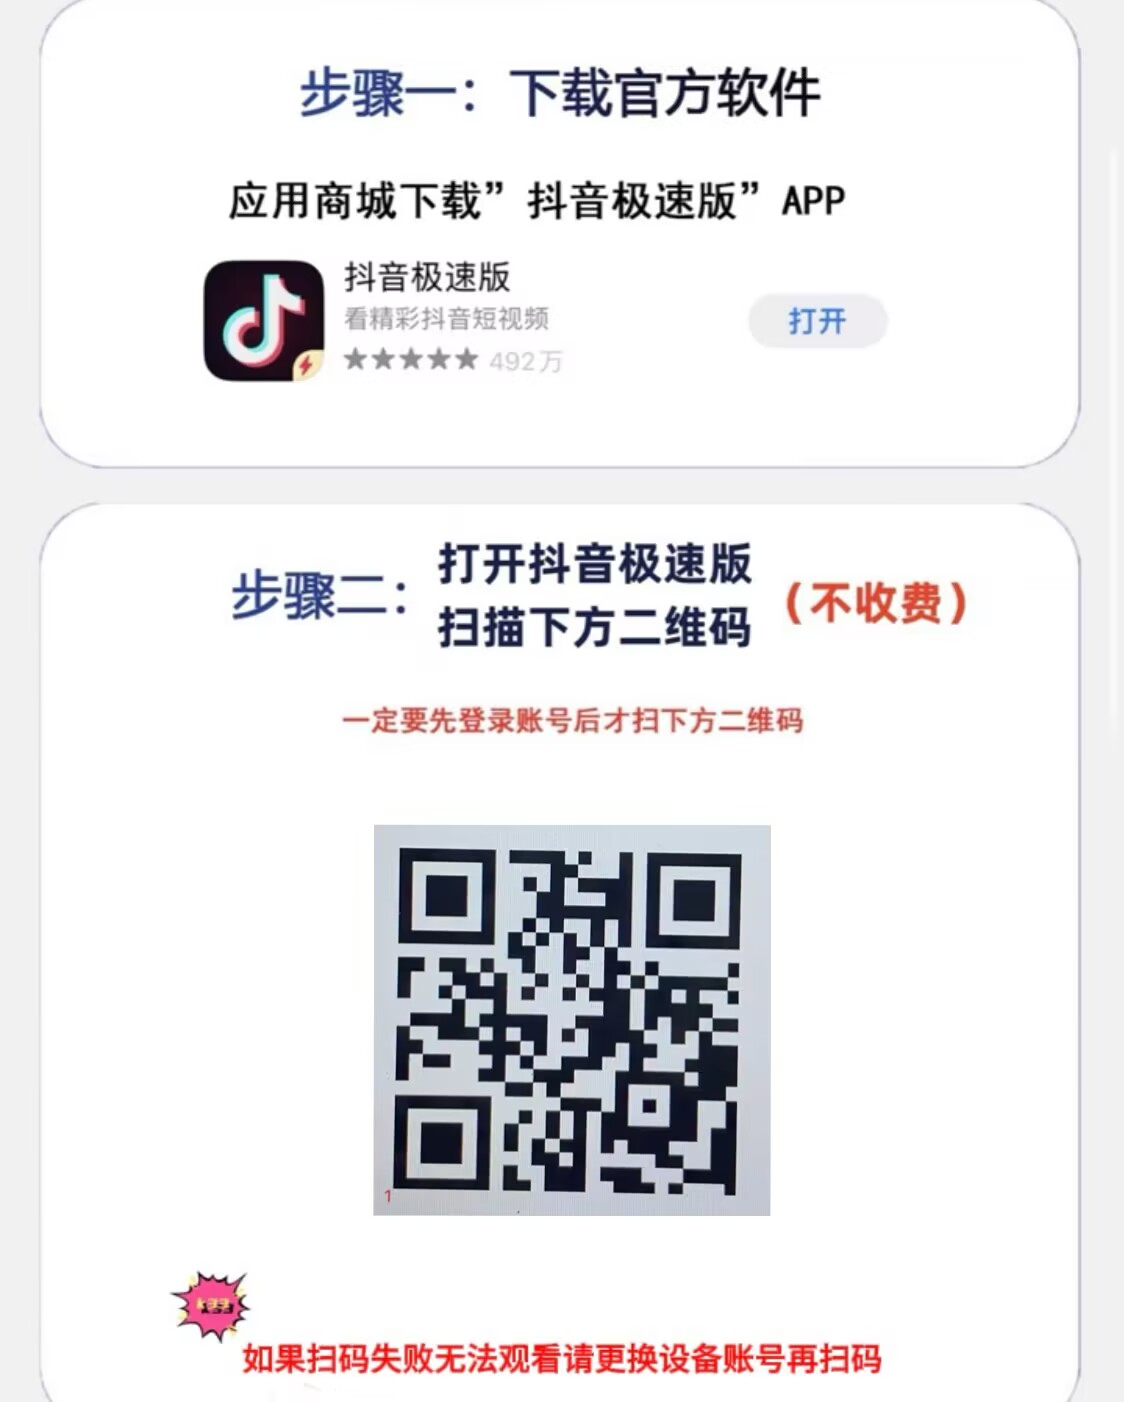 步骤一：下载官方软件
应用商城下载”抖音极速版”APP
抖音极速版
看精彩抖音短视频
492万
打开
步骤二：
打开抖音极速版
扫描下方二维码
（不收费）
一定要先登录账号后才扫下方二维码
1
如果扫码失败无法观看请更换设备账号再扫码